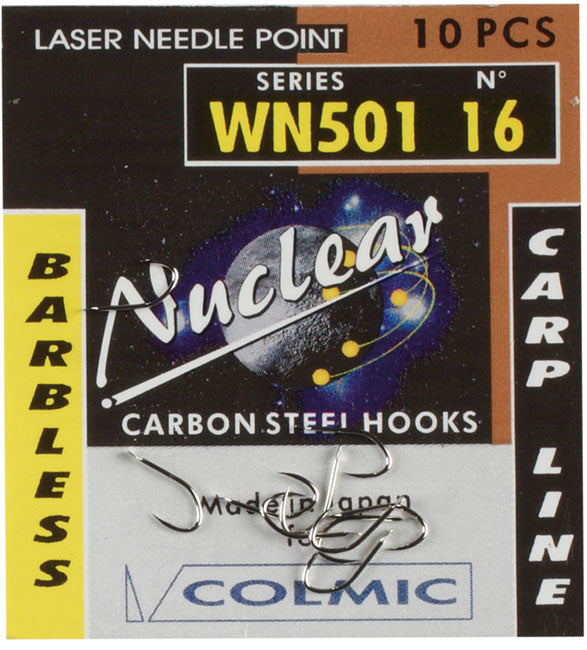 LASER NEEDLE POINT
10 PCS
SERIES N°
WN501 16
Nuclear
BARBLESS
CARP LINE
CARBON STEEL HOOKS
Made in Japan
for
COLMIC